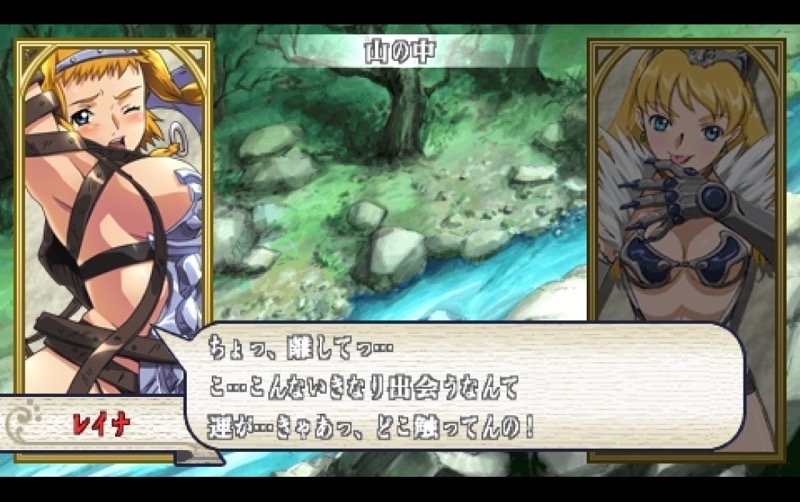 山の中
ちょっ、離してっ…
こ…こんないきなり出会うなんて
運が…きゃあっ、どこ触ってんの!
レイナ